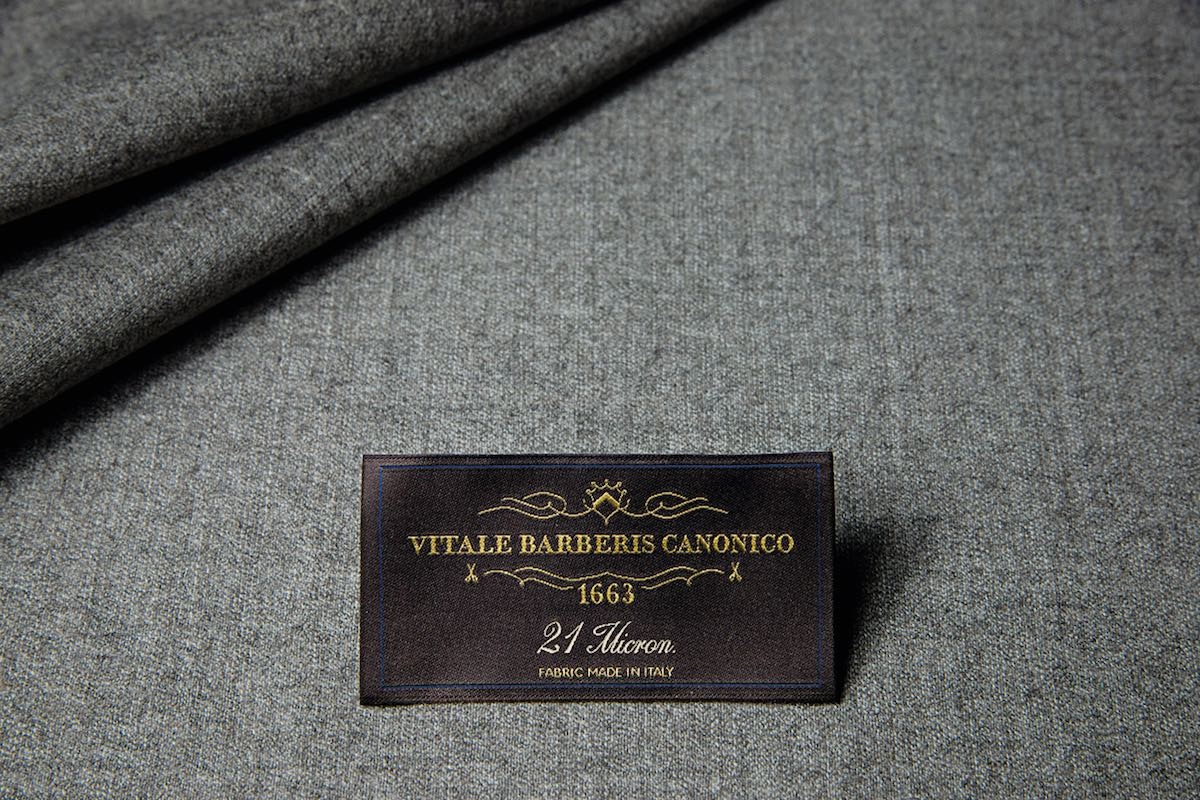 VITALE BARBERIS CANONICO
1663
21 Micron.
FABRIC MADE IN ITALY